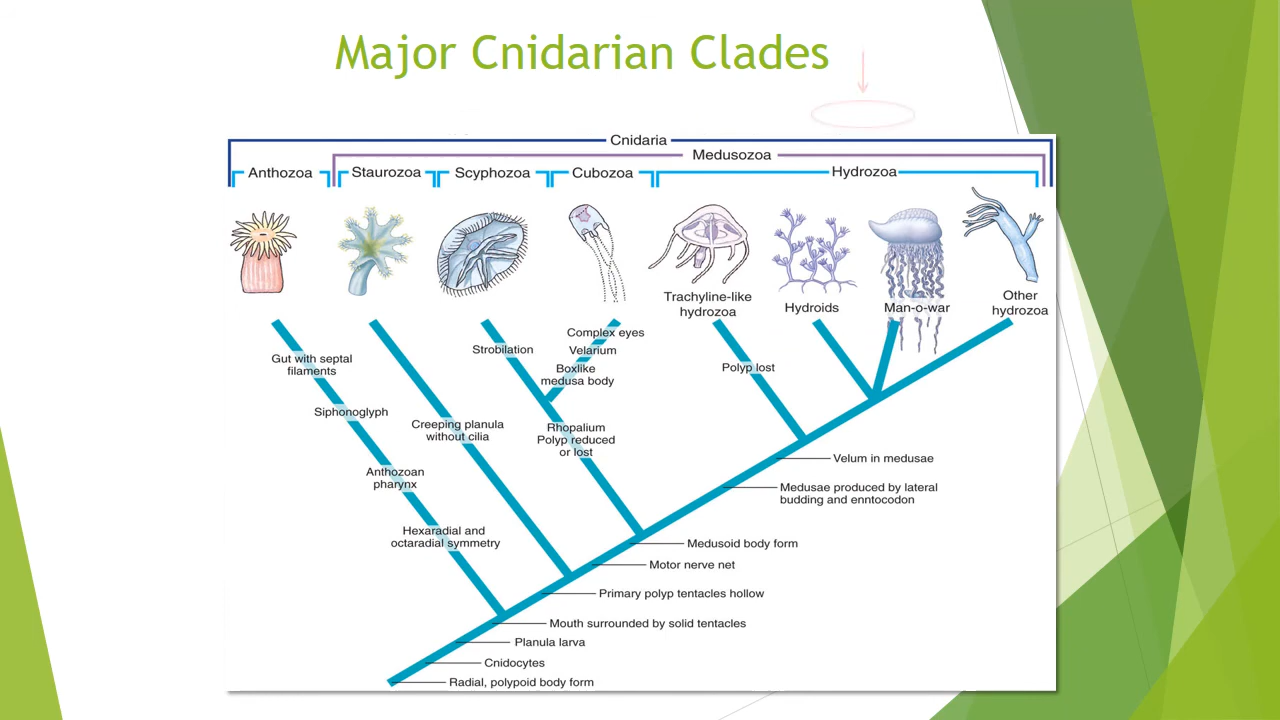 Major Cnidarian Clades
Cnidaria
Medusozoa
Anthozoa
Staurozoa
Scyphozoa
Cubozoa
Hydrozoa
Trachyline-like
hydrozoa
Hydroids
Man-o-war
Other
hydrozoa
Gut with septal
filaments
Siphonoglyph
Anthozoan
pharynx
Hexaradial and
octaradial symmetry
Creeping planula
without cilia
Strobilation
Complex eyes
Velarium
Boxlike
medusa body
Rhopalium
Polyp reduced
or lost
Polyp lost
Velum in medusae
Medusae produced by lateral
budding and enntocodon
Medusoid body form
Motor nerve net
Primary polyp tentacles hollow
Mouth surrounded by solid tentacles
Planula larva
Cnidocytes
Radial, polypoid body form